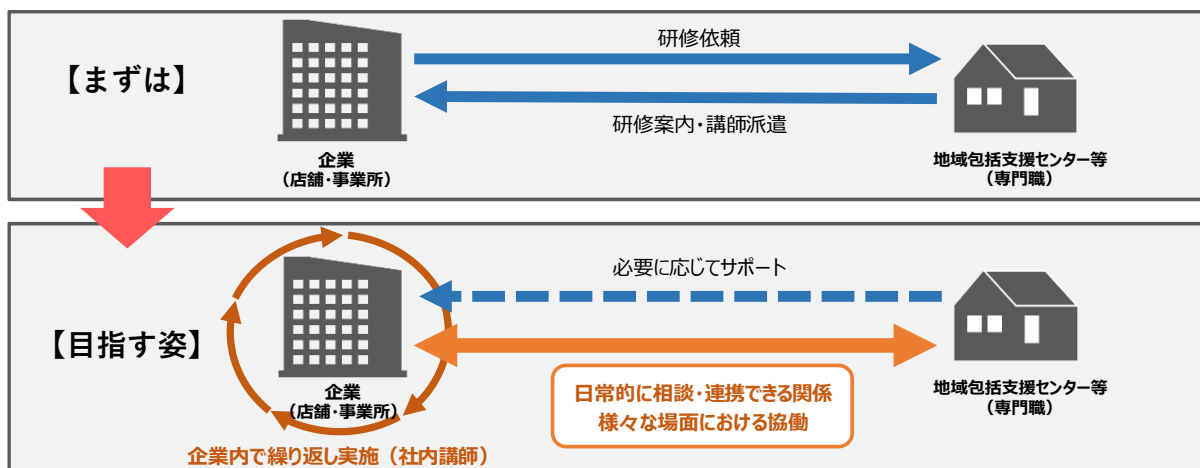 【まずは】
研修依頼
研修案内・講師派遣
企業
(店舗・事業所)
地域包括支援センター等
(専門職)
【目指す姿】
必要に応じてサポート
企業
(店舗・事業所)
日常的に相談・連携できる関係
様々な場面における協働
地域包括支援センター等
(専門職)
企業内で繰り返し実施(社内講師)